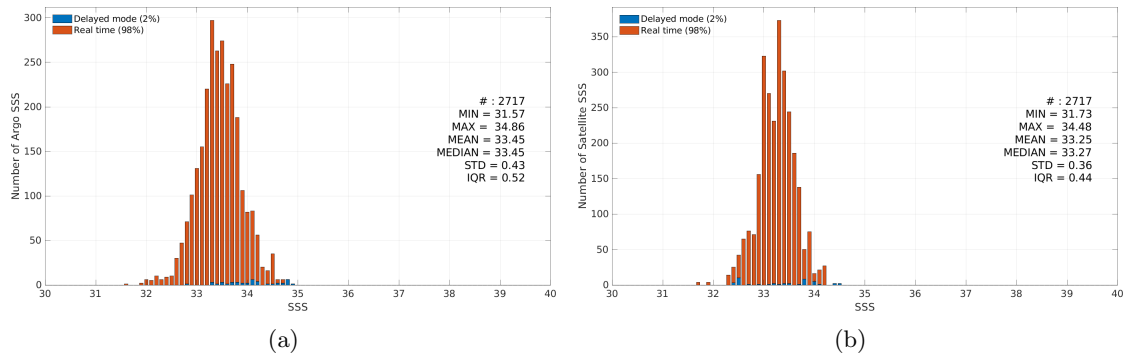 Delayed mode (2%)
Real time (98%)
300
250
200
150
100
50
0
Number of Argo SSS
# : 2717
MIN = 31.57
MAX = 34.86
MEAN = 33.45
MEDIAN = 33.45
STD = 0.43
IQR = 0.52
30 31 32 33 34 35 36 37 38 39 40
SSS
(a)
Delayed mode (2%)
Real time (98%)
350
300
250
200
150
100
50
0
Number of Satellite SSS
# : 2717
MIN = 31.73
MAX = 34.48
MEAN = 33.25
MEDIAN = 33.27
STD = 0.36
IQR = 0.44
30 31 32 33 34 35 36 37 38 39 40
SSS
(b)